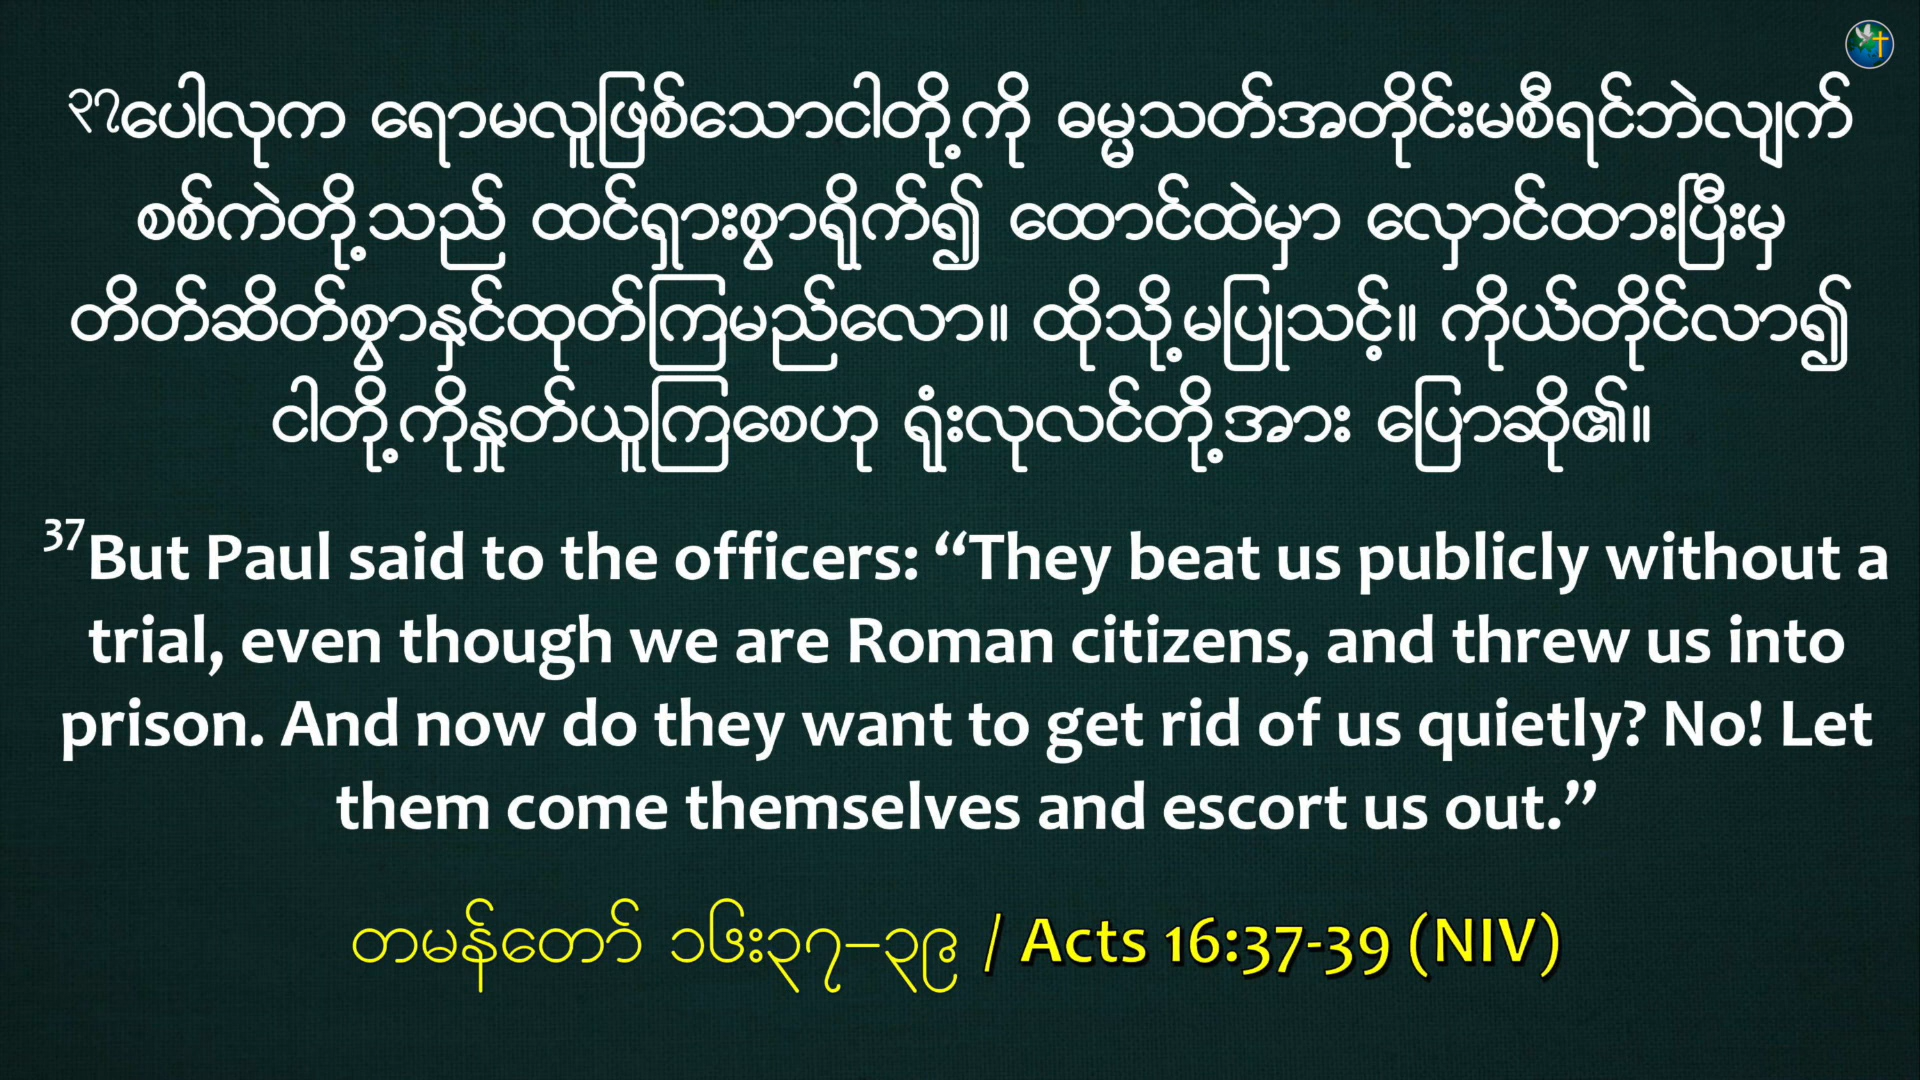 ၃၇ပေါလုက ရောမလူဖြစ်သောငါတို့ကို ဓမ္မသတ်အတိုင်းမစီရင်ဘဲလျက်
စစ်ကဲတို့သည် ထင်ရှားစွာရိုက်၍ ထောင်ထဲမှာ လှောင်ထားပြီးမှ
တိတ်ဆိတ်စွာနှင်ထုတ်ကြမည်လော။ ထိုသို့မပြုသင့်။ ကိုယ်တိုင်လာ၍
ငါတို့ကိုနှုတ်ယူကြစေဟု ရုံးလုလင်တို့အား ပြောဆို၏။
37But Paul said to the officers: “They beat us publicly without a
trial, even though we are Roman citizens, and threw us into
prison. And now do they want to get rid of us quietly? No! Let
them come themselves and escort us out.”
တမန်တော် ၁၆း၃၇–၃၉ / Acts 16:37-39 (NIV)